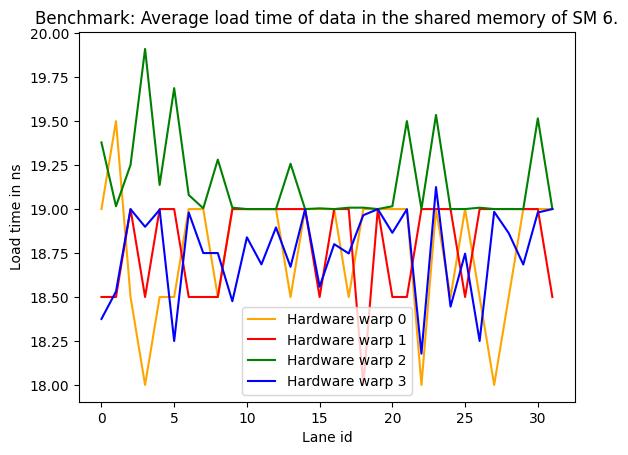 Benchmark: Average load time of data in the shared memory of SM 6.
20.00
19.75
19.50
19.25
19.00
18.75
18.50
18.25
18.00
Load time in ns
Hardware warp 0
Hardware warp 1
Hardware warp 2
Hardware warp 3
0 5 10 15 20 25 30
Lane id